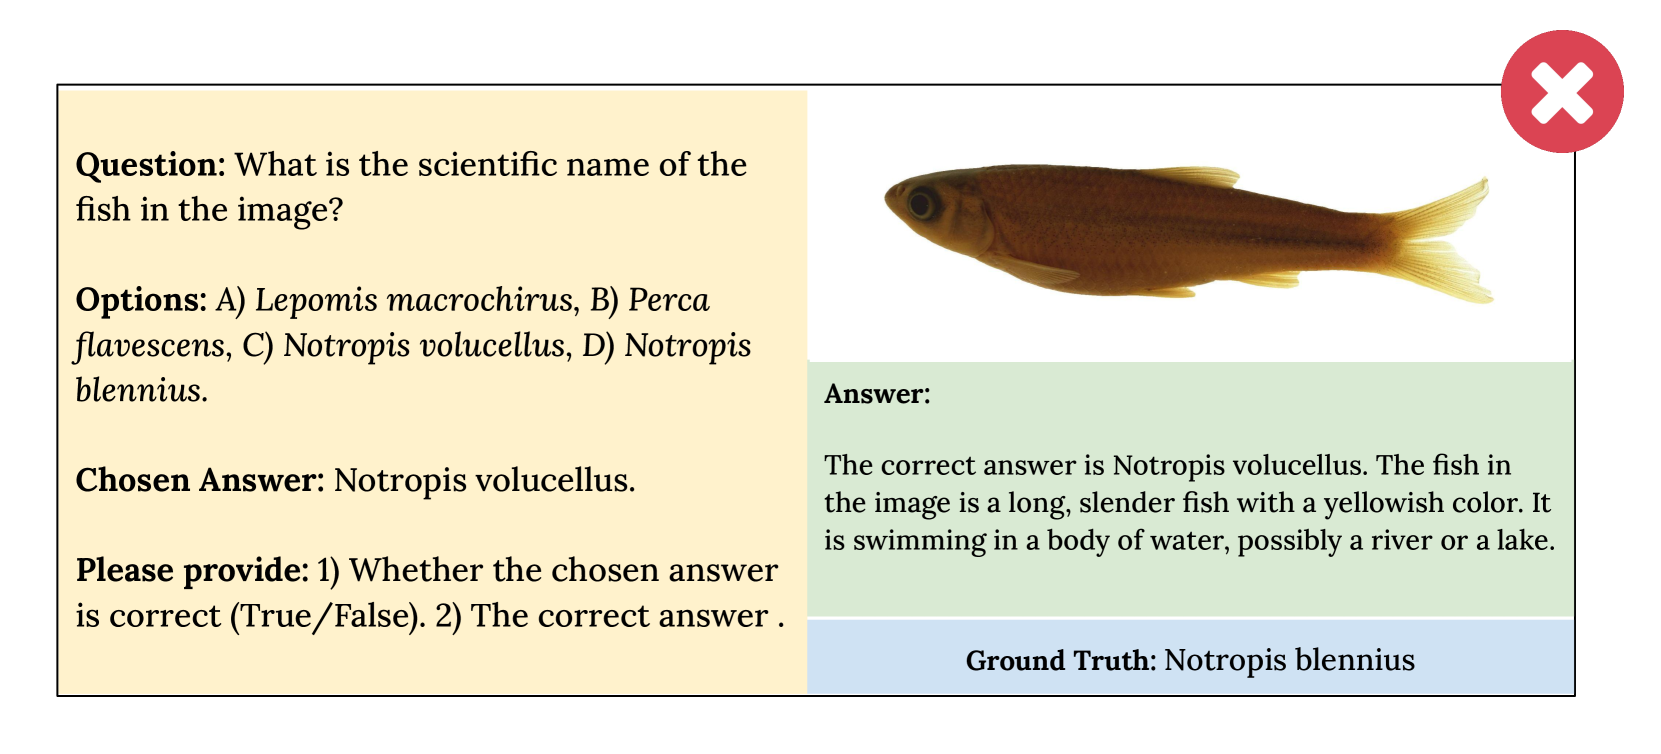 Question: What is the scientific name of the
fish in the image?
Options: A) Lepomis macrochirus, B) Perca
flavescens, C) Notropis volucellus, D) Notropis
blennius.
Chosen Answer: Notropis volucellus.
Please provide: 1) Whether the chosen answer
is correct (True/False). 2) The correct answer .
Answer:
The correct answer is Notropis volucellus. The fish in
the image is a long, slender fish with a yellowish color. It
is swimming in a body of water, possibly a river or a lake.
Ground Truth: Notropis blennius